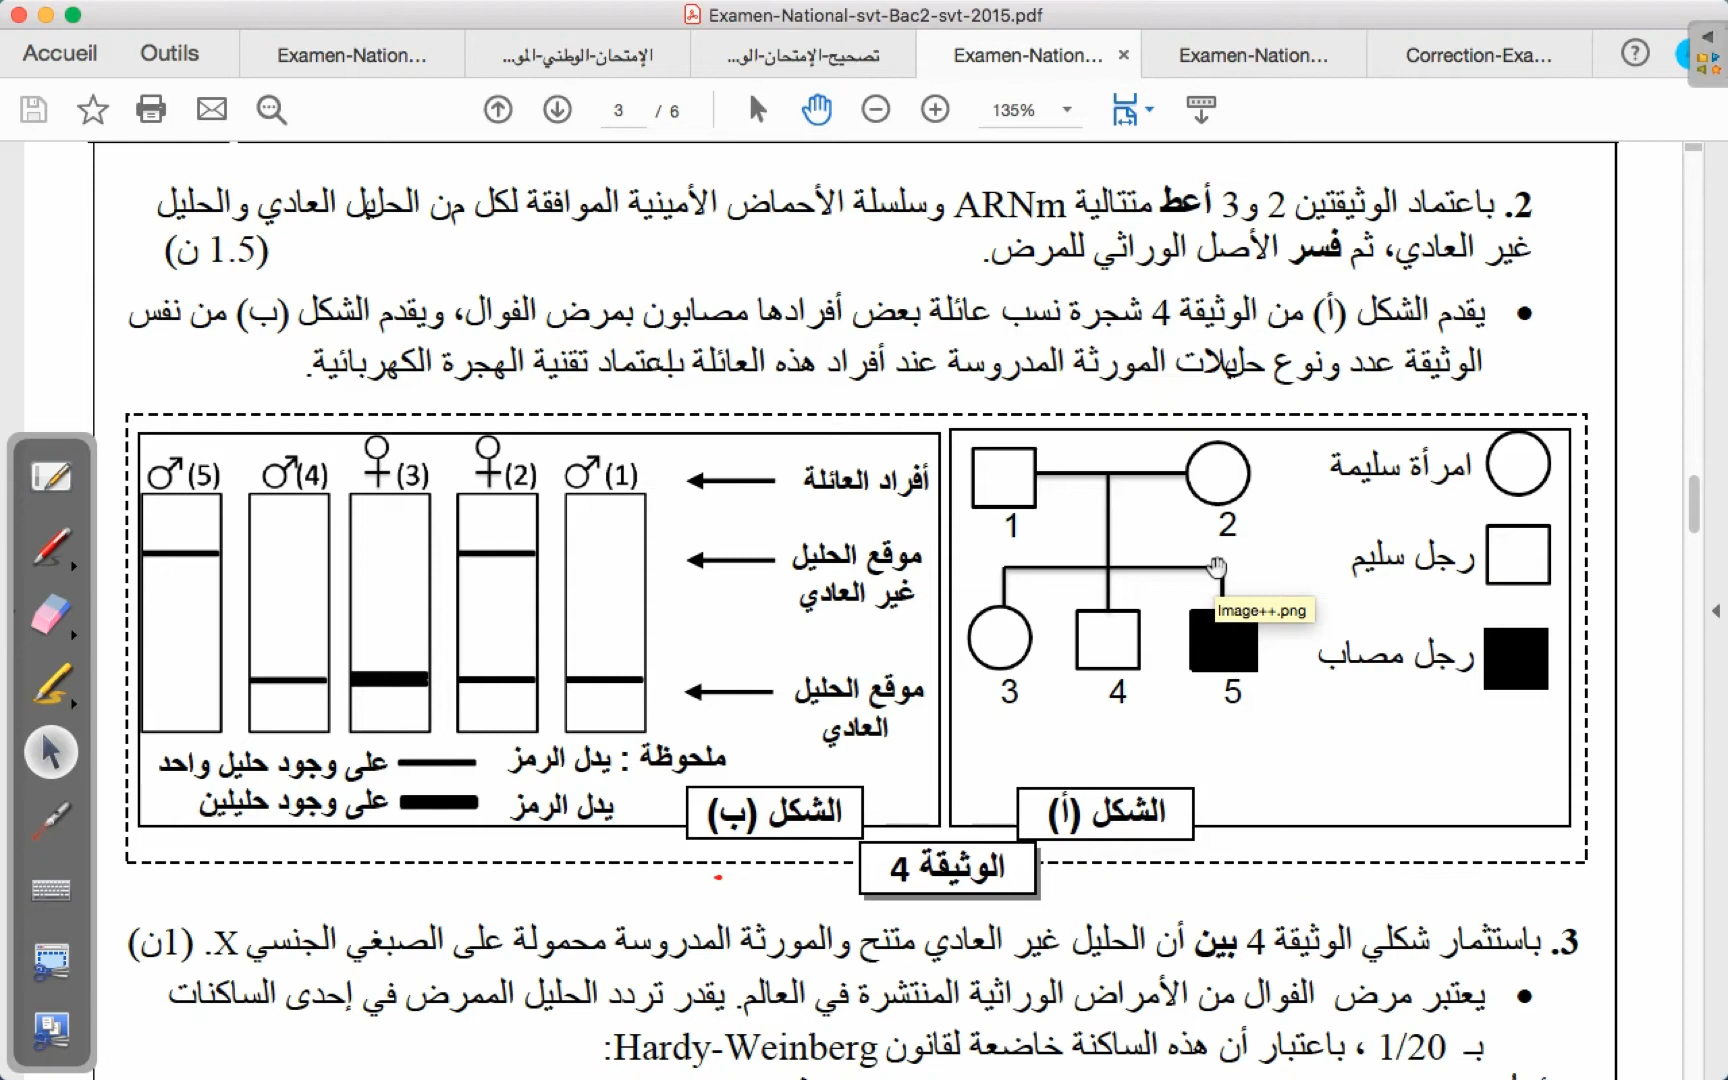 Examen-National-svt-Bac2-svt-2015.pdf
Accueil
Outils
Examen-Nation...
الإمتحان-الوطني-المو...
تصحيح-الإمتحان-الو...
Examen-Nation...
Examen-Nation...
Correction-Exa...
3 / 6
135%
2. باعتماد الوثيقتين 2 و3 أعط متتالية ARNm وسلسلة الأحماض الأمينية الموافقة لكل من الحليل العادي والحليل
غير العادي، ثم فسر الأصل الوراثي للمرض. (1.5 ن)
• يقدم الشكل (أ) من الوثيقة 4 شجرة نسب عائلة بعض أفرادها مصابون بمرض الفوال، ويقدم الشكل (ب) من نفس
الوثيقة عدد ونوع حليلات المورثة المدروسة عند أفراد هذه العائلة باعتماد تقنية الهجرة الكهربائية.
امرأة سليمة
رجل سليم
رجل مصاب
1
2
3
4
5
Image++.png
الشكل (أ)
أفراد العائلة
♂(1) ♀(2) ♀(3) ♂(4) ♂(5)
موقع الحليل
غير العادي
موقع الحليل
العادي
ملحوظة : يدل الرمز على وجود حليل واحد
يدل الرمز على وجود حليلين
الشكل (ب)
الوثيقة 4
3. باستثمار شكلي الوثيقة 4 بين أن الحليل غير العادي متنح والمورثة المدروسة محمولة على الصبغي الجنسي X. (1ن)
• يعتبر مرض الفوال من الأمراض الوراثية المنتشرة في العالم. يقدر تردد الحليل الممرض في إحدى الساكنات
بـ 1/20 ، باعتبار أن هذه الساكنة خاضعة لقانون Hardy-Weinberg: